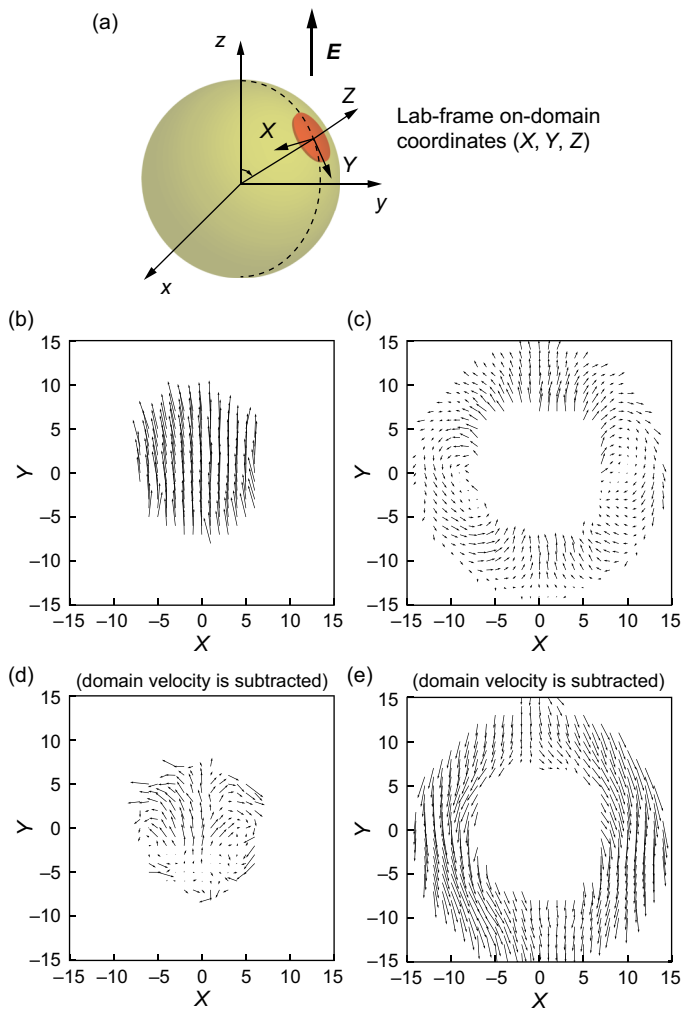 (a)
z
E
Z
X
Y
y
x
Lab-frame on-domain
coordinates (X, Y, Z)
(b)
15
10
5
0
−5
−10
−15
Y
−15 −10 −5 0 5 10 15
X
(c)
15
10
5
0
−5
−10
−15
Y
−15 −10 −5 0 5 10 15
X
(d)
(domain velocity is subtracted)
15
10
5
0
−5
−10
−15
Y
−15 −10 −5 0 5 10 15
X
(e)
(domain velocity is subtracted)
15
10
5
0
−5
−10
−15
Y
−15 −10 −5 0 5 10 15
X